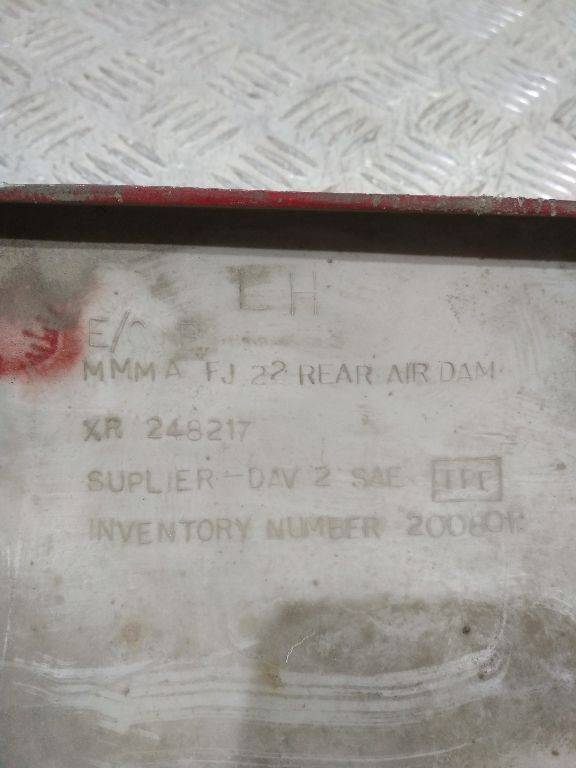 LH
MMMA FJ 22 REAR AIR DAM
XR 248217
SUPLIER-DAV 2 SAE
INVENTORY NUMBER